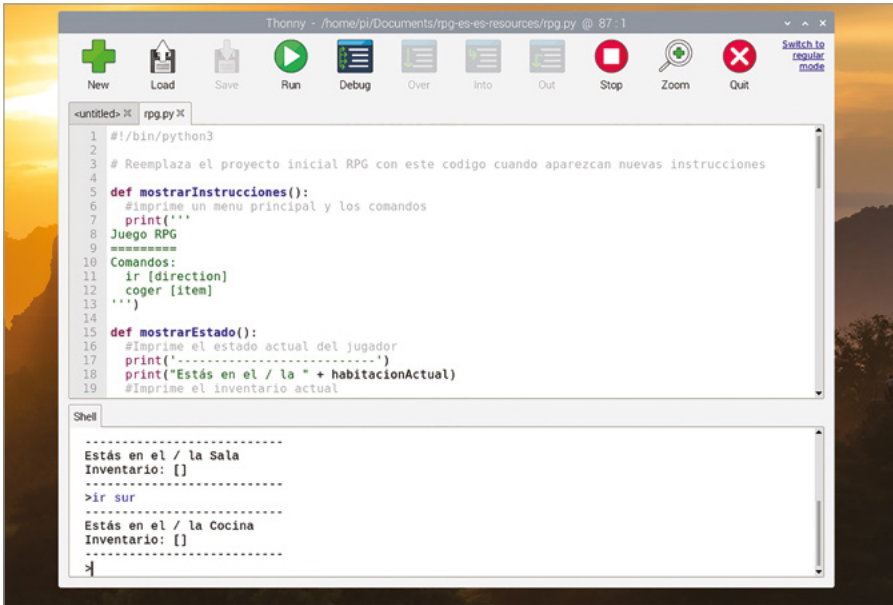 Thonny - /home/pi/Documents/rpg-es-es-resources/rpg.py @ 87 : 1
New
Load
Save
Run
Debug
Over
Into
Out
Stop
Zoom
Quit
Switch to
regular
mode
<untitled>
rpg.py
1 #!/bin/python3
2
3 # Reemplaza el proyecto inicial RPG con este codigo cuando aparezcan nuevas instrucciones
4
5 def mostrarInstrucciones():
6   #imprime un menu principal y los comandos
7   print('''
8 Juego RPG
9 =========
10 Comandos:
11   ir [direction]
12   coger [item]
13 ''')
14
15 def mostrarEstado():
16   #Imprime el estado actual del jugador
17   print('---------------------------')
18   print("Estás en el / la " + habitacionActual)
19   #Imprime el inventario actual
Shell
---------------------------
Estás en el / la Sala
Inventario: []
---------------------------
>ir sur
---------------------------
Estás en el / la Cocina
Inventario: []
---------------------------
>